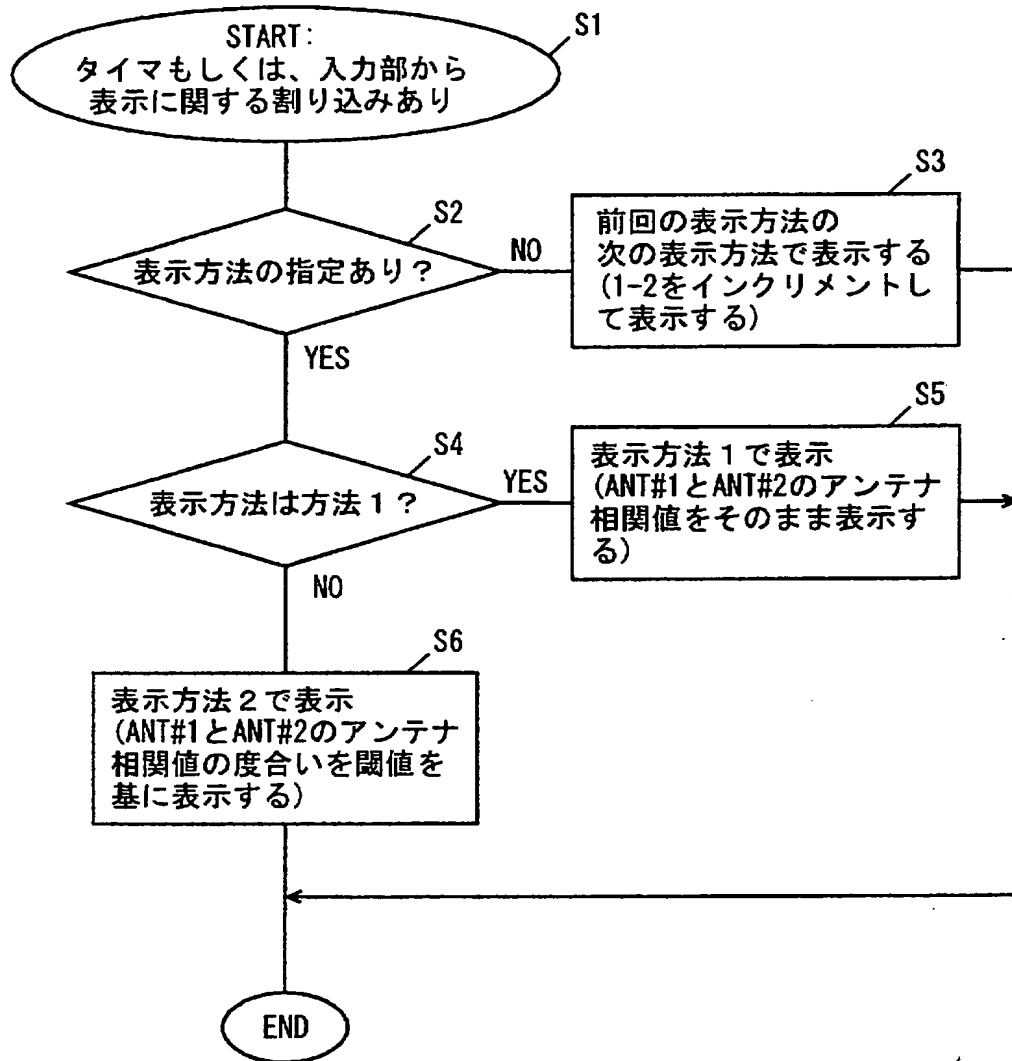 START:
タイマもしくは、入力部から
表示に関する割り込みあり
S1
S2
表示方法の指定あり?
NO
YES
S3
前回の表示方法の
次の表示方法で表示する
(1-2をインクリメントし
て表示する)
S4
表示方法は方法1?
YES
NO
S5
表示方法1で表示
(ANT#1とANT#2のアンテナ
相関値をそのまま表示す
る)
S6
表示方法2で表示
(ANT#1とANT#2のアンテナ
相関値の度合いを閾値を
基に表示する)
END